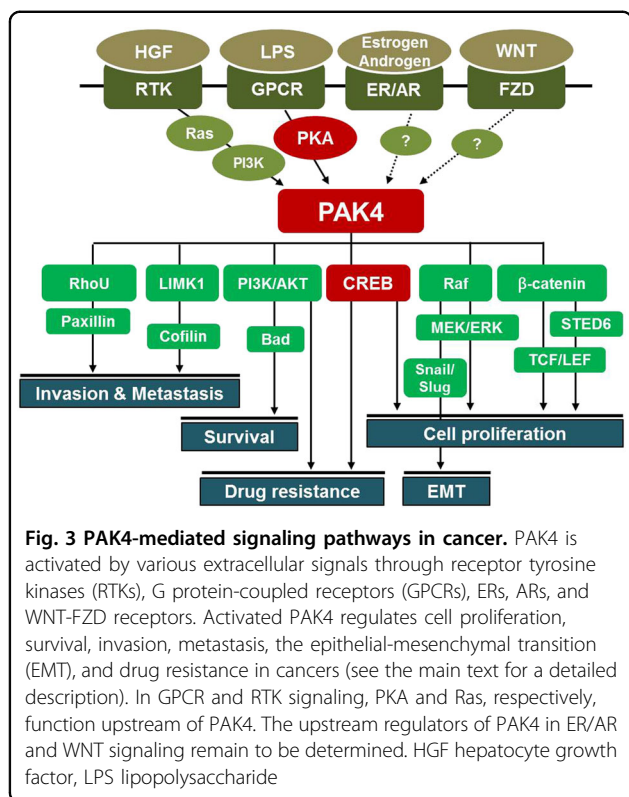 HGF LPS Estrogen Androgen WNT
RTK GPCR ER/AR FZD
Ras PKA ? ?
PI3K
PAK4
RhoU LIMK1 PI3K/AKT CREB Raf β-catenin
Paxillin Cofilin Bad MEK/ERK STED6
Snail/Slug TCF/LEF
Invasion & Metastasis
Survival Cell proliferation
Drug resistance EMT
Fig. 3 PAK4-mediated signaling pathways in cancer. PAK4 is
activated by various extracellular signals through receptor tyrosine
kinases (RTKs), G protein-coupled receptors (GPCRs), ERs, ARs, and
WNT-FZD receptors. Activated PAK4 regulates cell proliferation,
survival, invasion, metastasis, the epithelial-mesenchymal transition
(EMT), and drug resistance in cancers (see the main text for a detailed
description). In GPCR and RTK signaling, PKA and Ras, respectively,
function upstream of PAK4. The upstream regulators of PAK4 in ER/AR
and WNT signaling remain to be determined. HGF hepatocyte growth
factor, LPS lipopolysaccharide